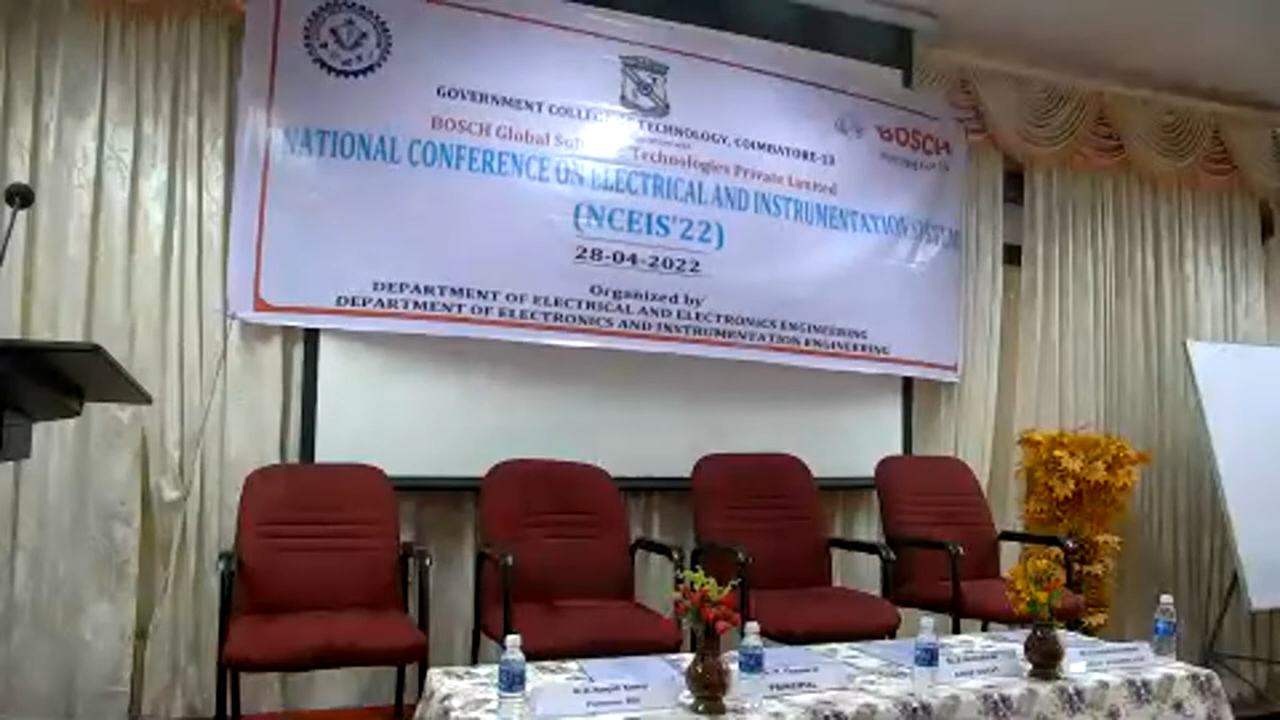 GOVERNMENT COLLEGE OF TECHNOLOGY, COIMBATORE-13
BOSCH Global Technologies Private Limited
BOSCH
NATIONAL CONFERENCE ON ELECTRICAL AND INSTRUMENTATION SYSTEM
(NCEIS'22)
28-04-2022
Organized by
DEPARTMENT OF ELECTRICAL AND ELECTRONICS ENGINEERING
DEPARTMENT OF ELECTRONICS AND INSTRUMENTATION ENGINEERING
PRINCIPAL